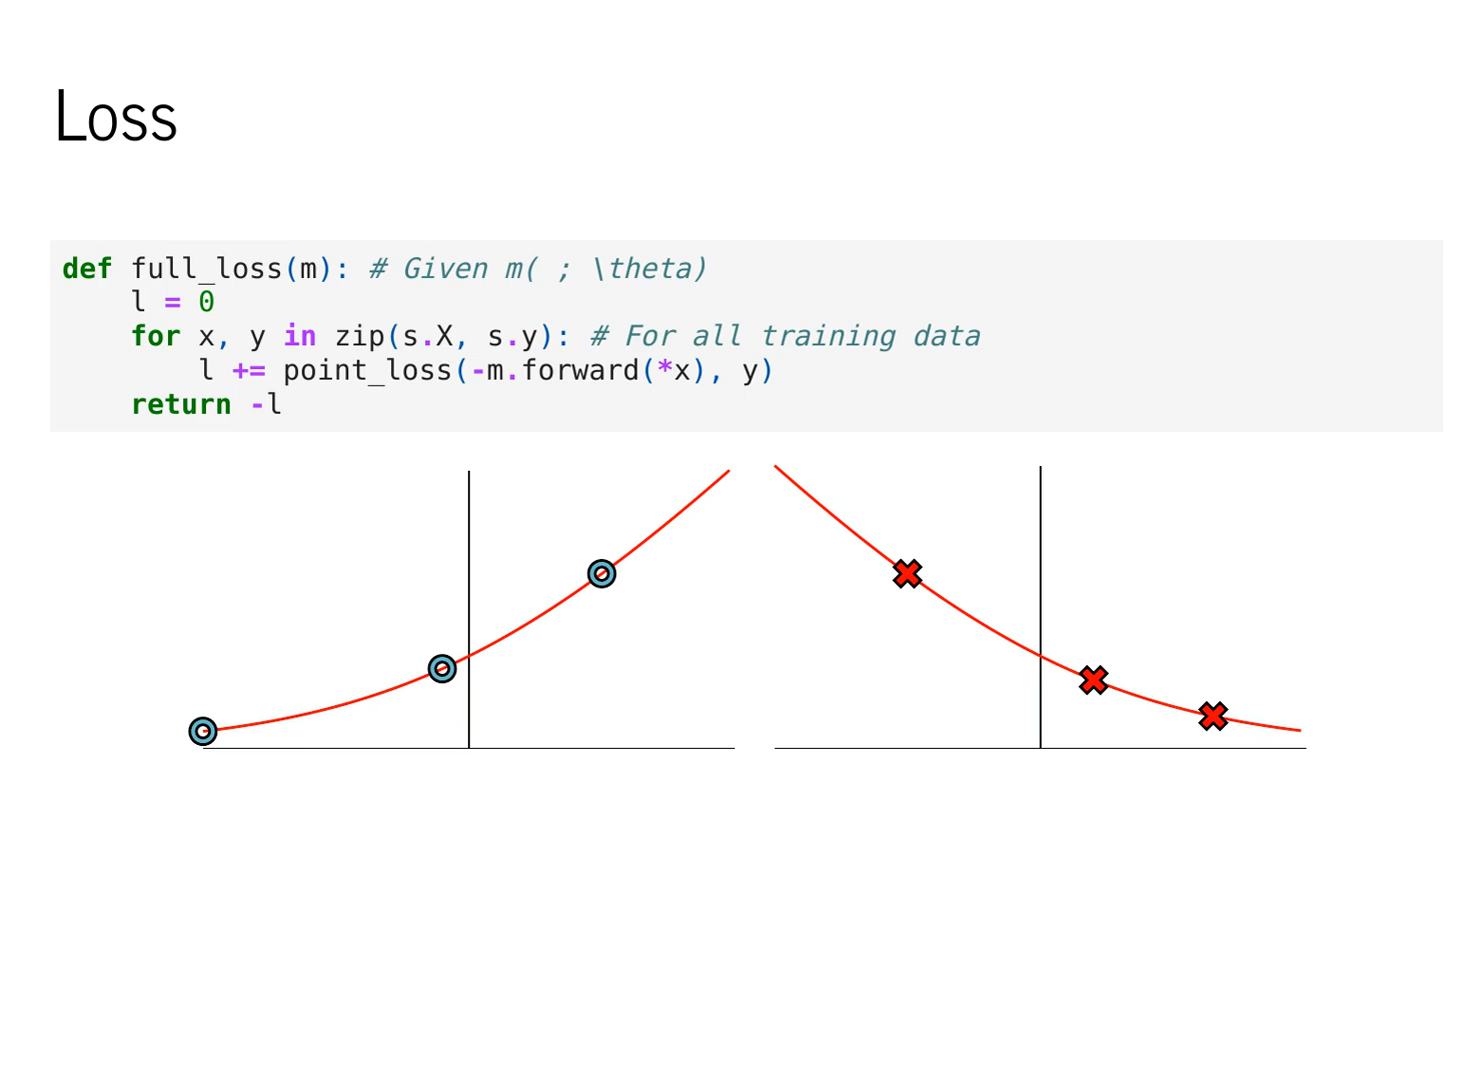 Loss
def full_loss(m): # Given m( ; \theta)
    l = 0
    for x, y in zip(s.X, s.y): # For all training data
        l += point_loss(-m.forward(*x), y)
    return -l